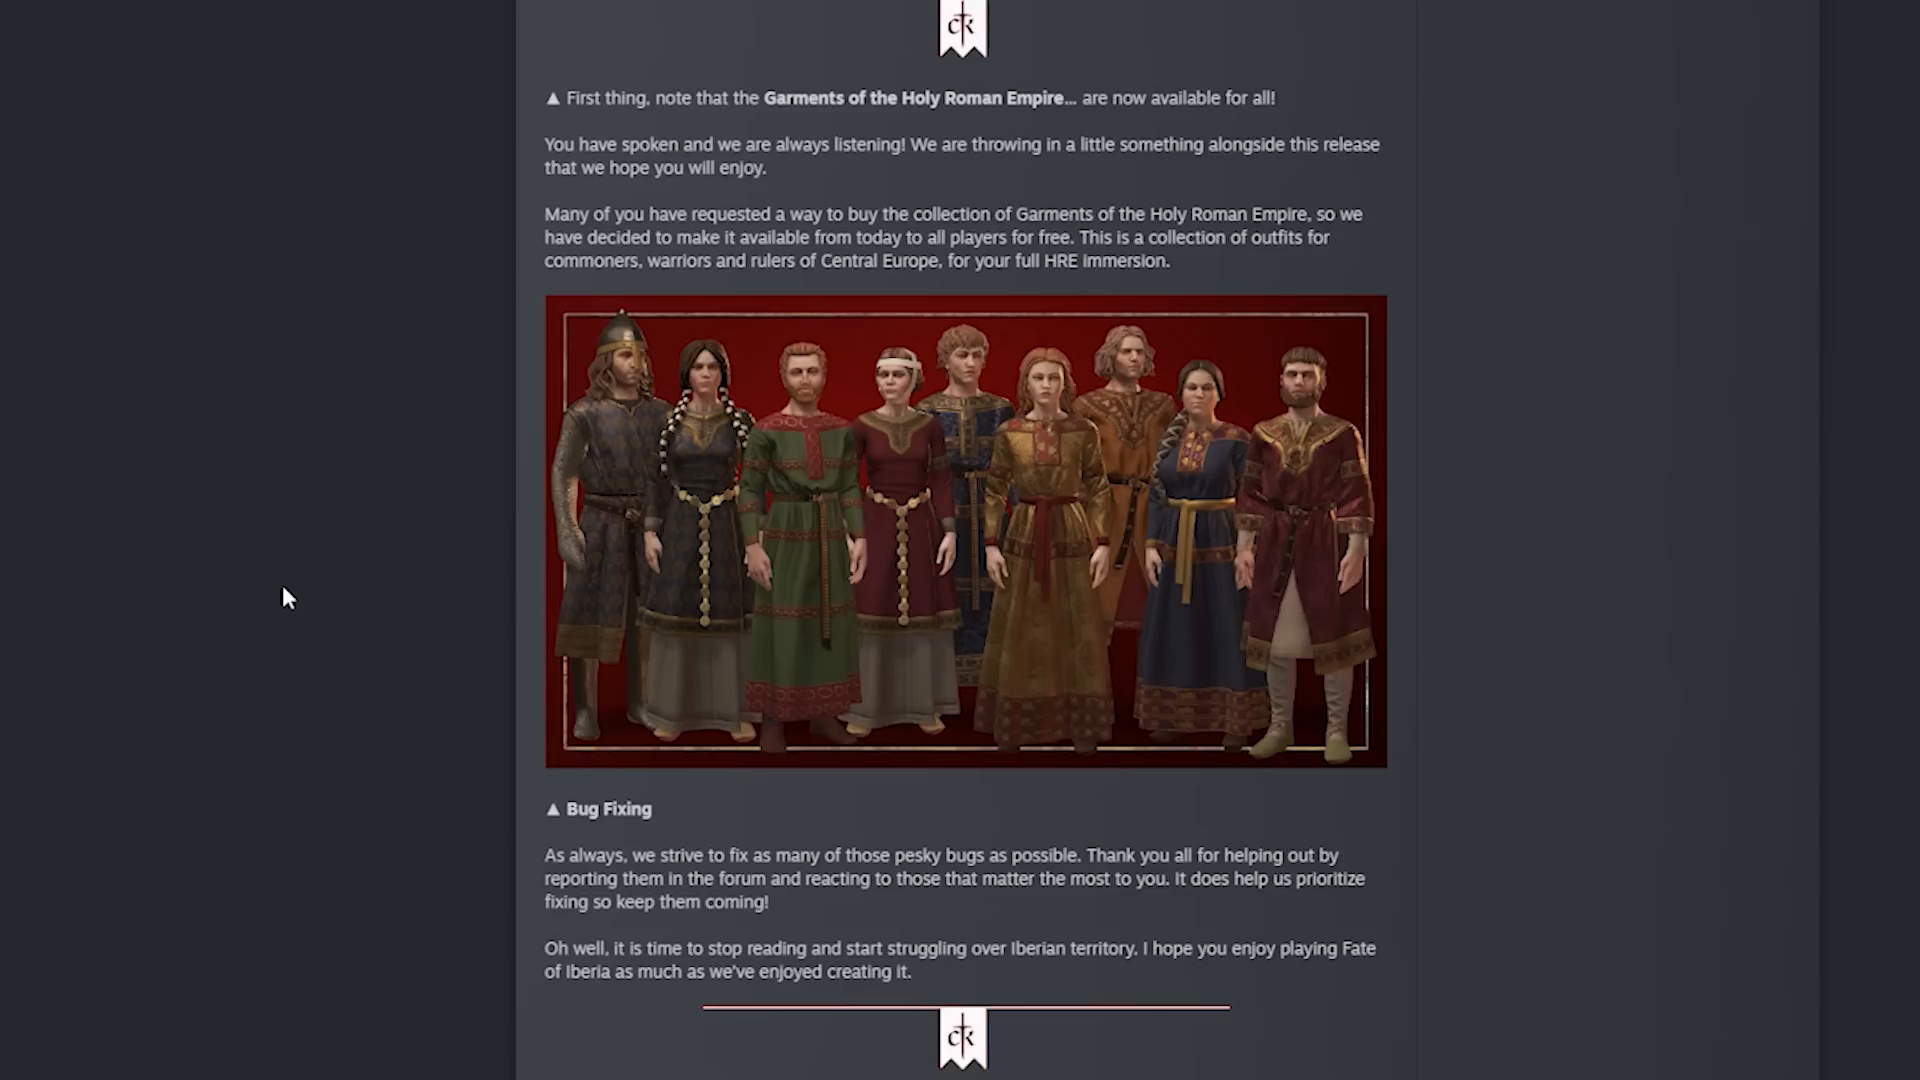 ck
▲ First thing, note that the Garments of the Holy Roman Empire... are now available for all!
You have spoken and we are always listening! We are throwing in a little something alongside this release
that we hope you will enjoy.
Many of you have requested a way to buy the collection of Garments of the Holy Roman Empire, so we
have decided to make it available from today to all players for free. This is a collection of outfits for
commoners, warriors and rulers of Central Europe, for your full HRE immersion.
▲ Bug Fixing
As always, we strive to fix as many of those pesky bugs as possible. Thank you all for helping out by
reporting them in the forum and reacting to those that matter the most to you. It does help us prioritize
fixing so keep them coming!
Oh well, it is time to stop reading and start struggling over Iberian territory. I hope you enjoy playing Fate
of Iberia as much as we've enjoyed creating it.
ck